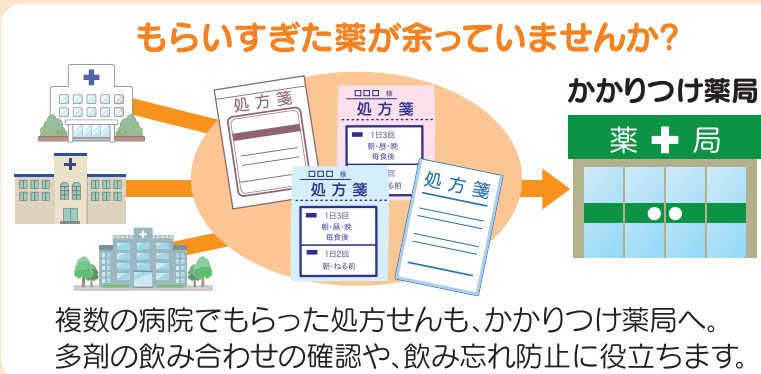 もらいすぎた薬が余っていませんか?
かかりつけ薬局
薬✚局
処方箋
□□□ 様
処方箋
1日3回
朝・昼・晩
毎食後
□□□ 様
処方箋
1日3回
朝・昼・晩
毎食後
1日2回
朝・ねる前
処方箋
複数の病院でもらった処方せんも、かかりつけ薬局へ。
多剤の飲み合わせの確認や、飲み忘れ防止に役立ちます。